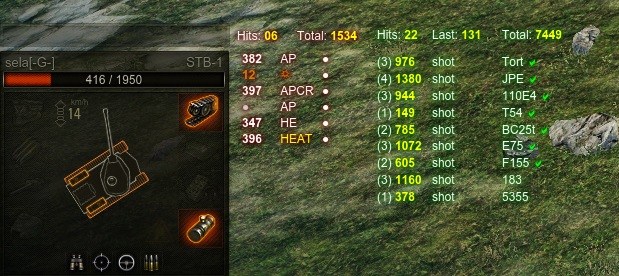 sela[-G-] STB-1
416 / 1950
km/h
14
Hits: 06 Total: 1534
382 AP
12
397 APCR
AP
347 HE
396 HEAT
Hits: 22 Last: 131 Total: 7449
(3) 976 shot Tort
(4) 1380 shot JPE
(3) 944 shot 110E4
(1) 149 shot T54
(2) 785 shot BC25t
(3) 1072 shot E75
(2) 605 shot F155
(3) 1160 shot 183
(1) 378 shot 5355